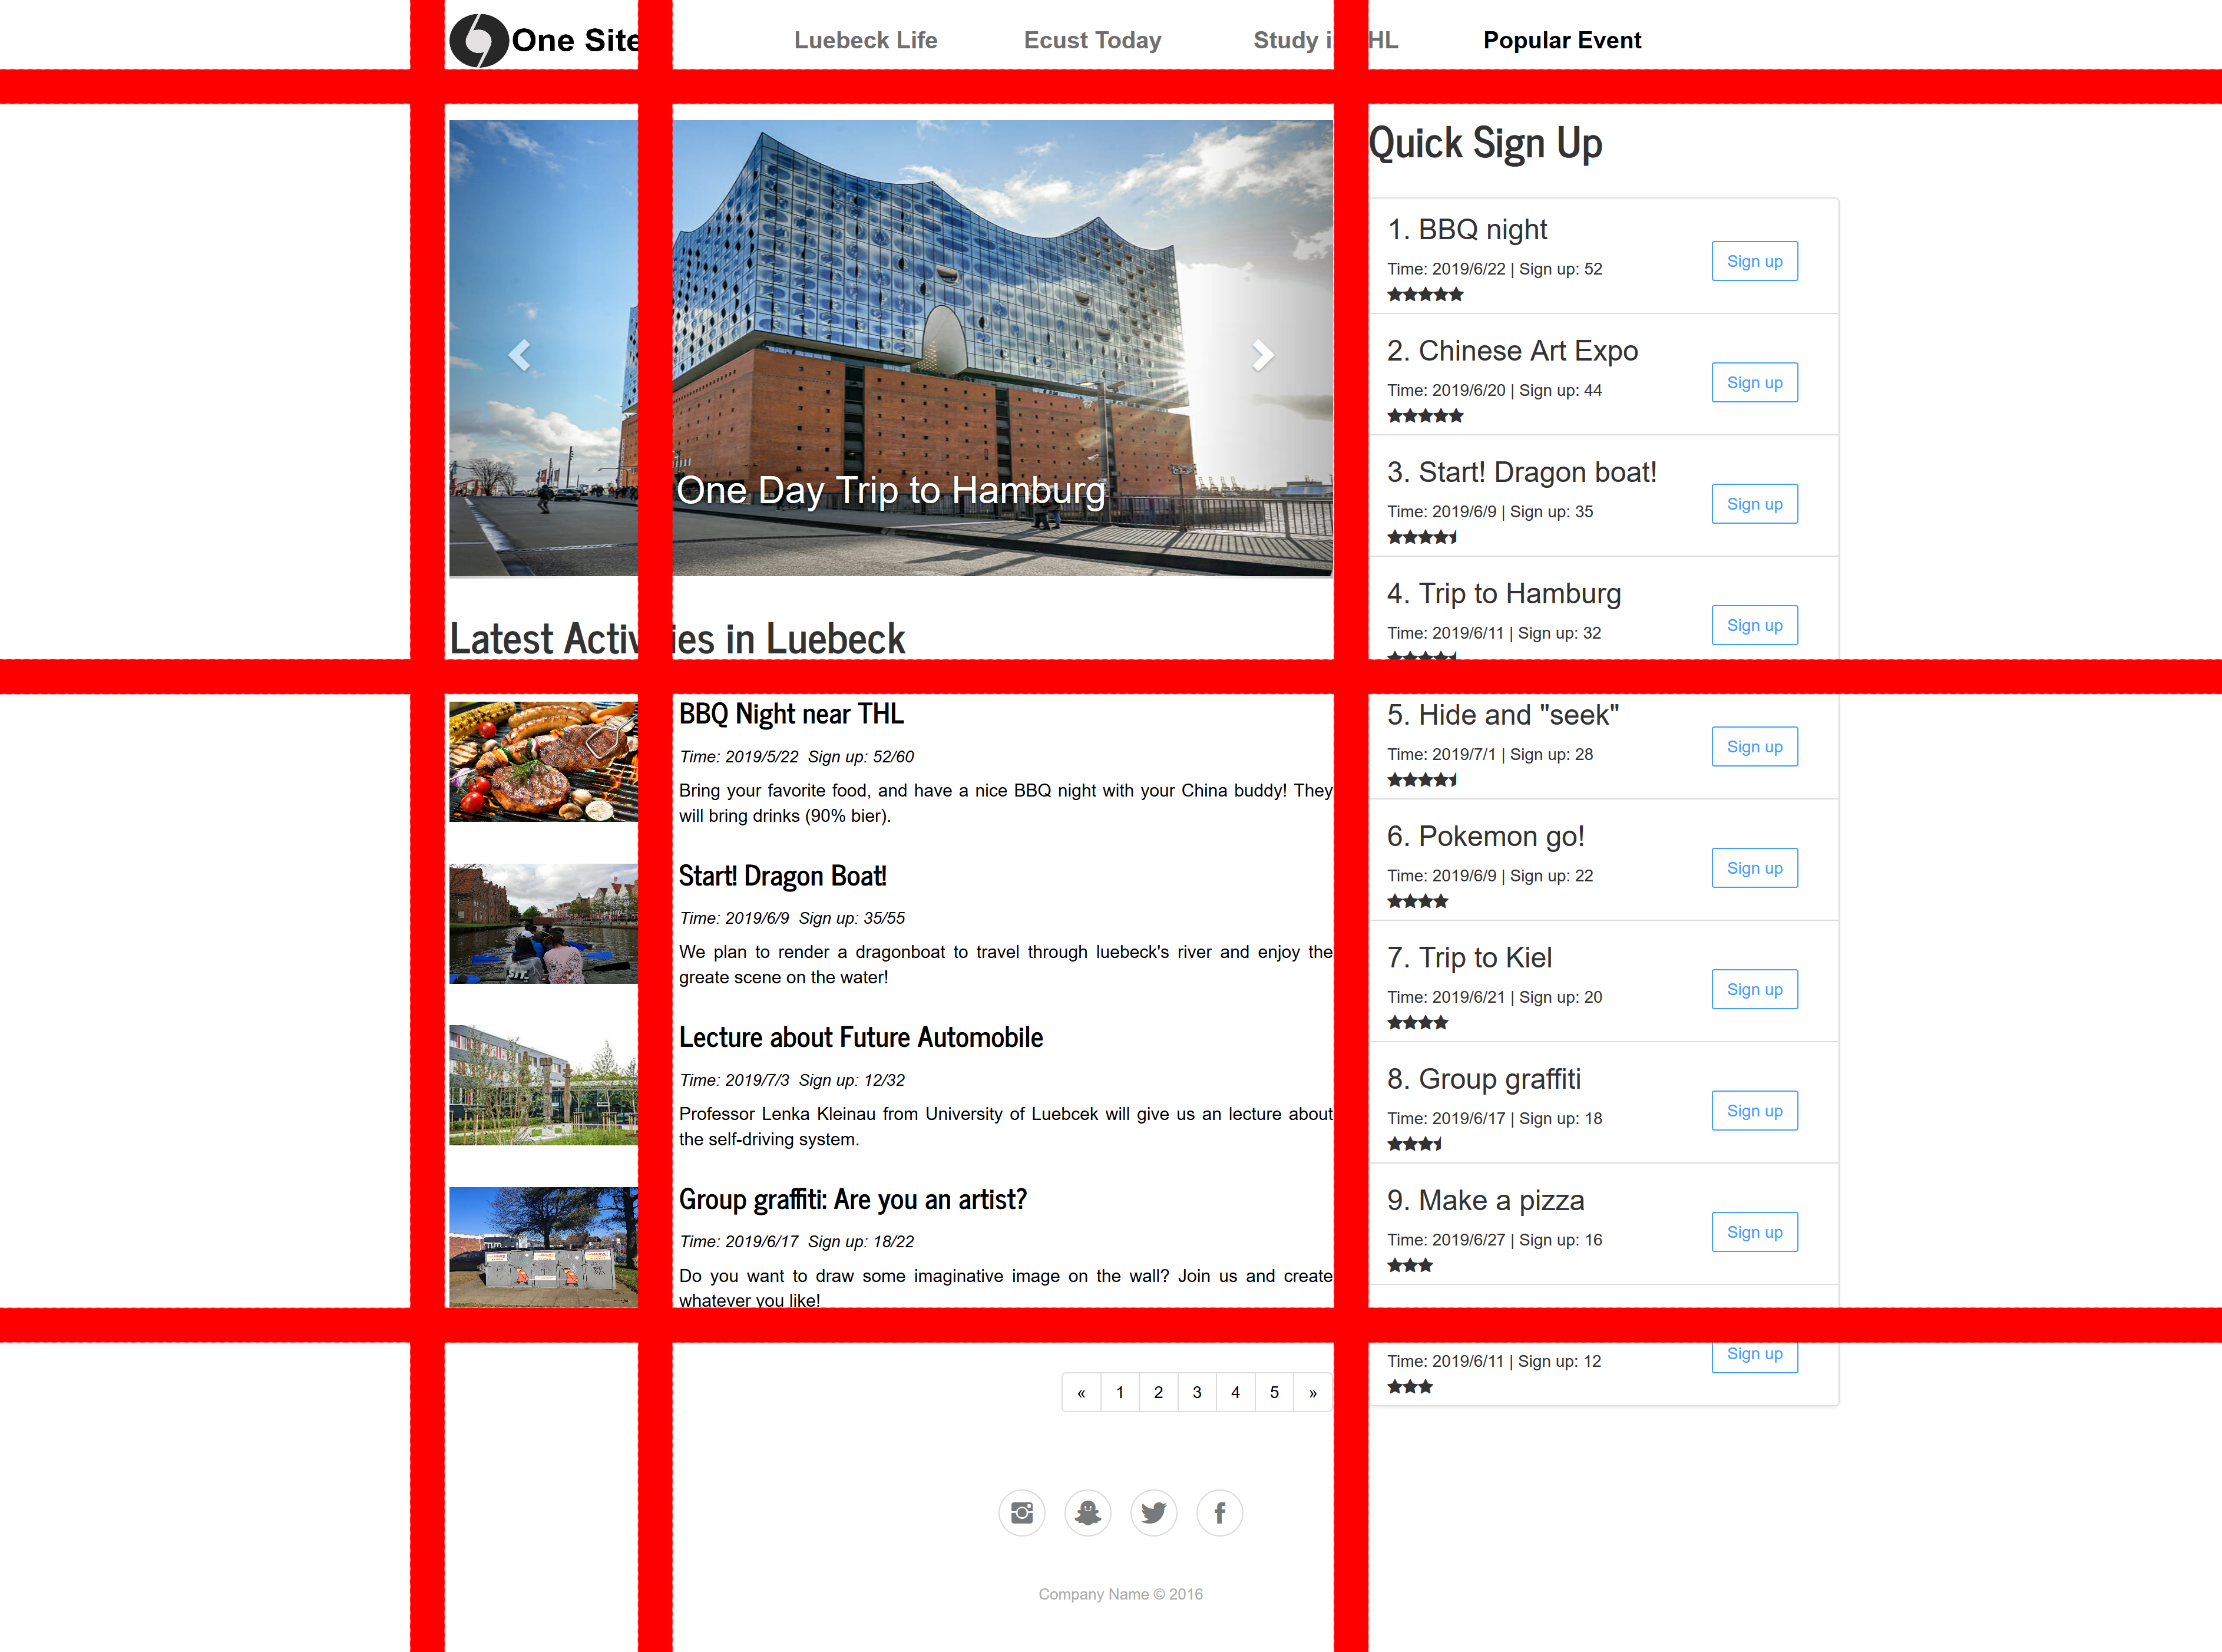 One Site
Luebeck Life
Ecust Today
Study i HL
Popular Event
One Day Trip to Hamburg
Latest Activ ies in Luebeck
BBQ Night near THL
Time: 2019/5/22 Sign up: 52/60
Bring your favorite food, and have a nice BBQ night with your China buddy! They
will bring drinks (90% bier).
Start! Dragon Boat!
Time: 2019/6/9 Sign up: 35/55
We plan to render a dragonboat to travel through luebeck's river and enjoy the
greate scene on the water!
Lecture about Future Automobile
Time: 2019/7/3 Sign up: 12/32
Professor Lenka Kleinau from University of Luebcek will give us an lecture about
the self-driving system.
Group graffiti: Are you an artist?
Time: 2019/6/17 Sign up: 18/22
Do you want to draw some imaginative image on the wall? Join us and create
whatever you like!
« 1 2 3 4 5 »
Quick Sign Up
1. BBQ night
Time: 2019/6/22 | Sign up: 52
Sign up
2. Chinese Art Expo
Time: 2019/6/20 | Sign up: 44
Sign up
3. Start! Dragon boat!
Time: 2019/6/9 | Sign up: 35
Sign up
4. Trip to Hamburg
Time: 2019/6/11 | Sign up: 32
Sign up
5. Hide and "seek"
Time: 2019/7/1 | Sign up: 28
Sign up
6. Pokemon go!
Time: 2019/6/9 | Sign up: 22
Sign up
7. Trip to Kiel
Time: 2019/6/21 | Sign up: 20
Sign up
8. Group graffiti
Time: 2019/6/17 | Sign up: 18
Sign up
9. Make a pizza
Time: 2019/6/27 | Sign up: 16
Sign up
Time: 2019/6/11 | Sign up: 12
Sign up
Company Name © 2016